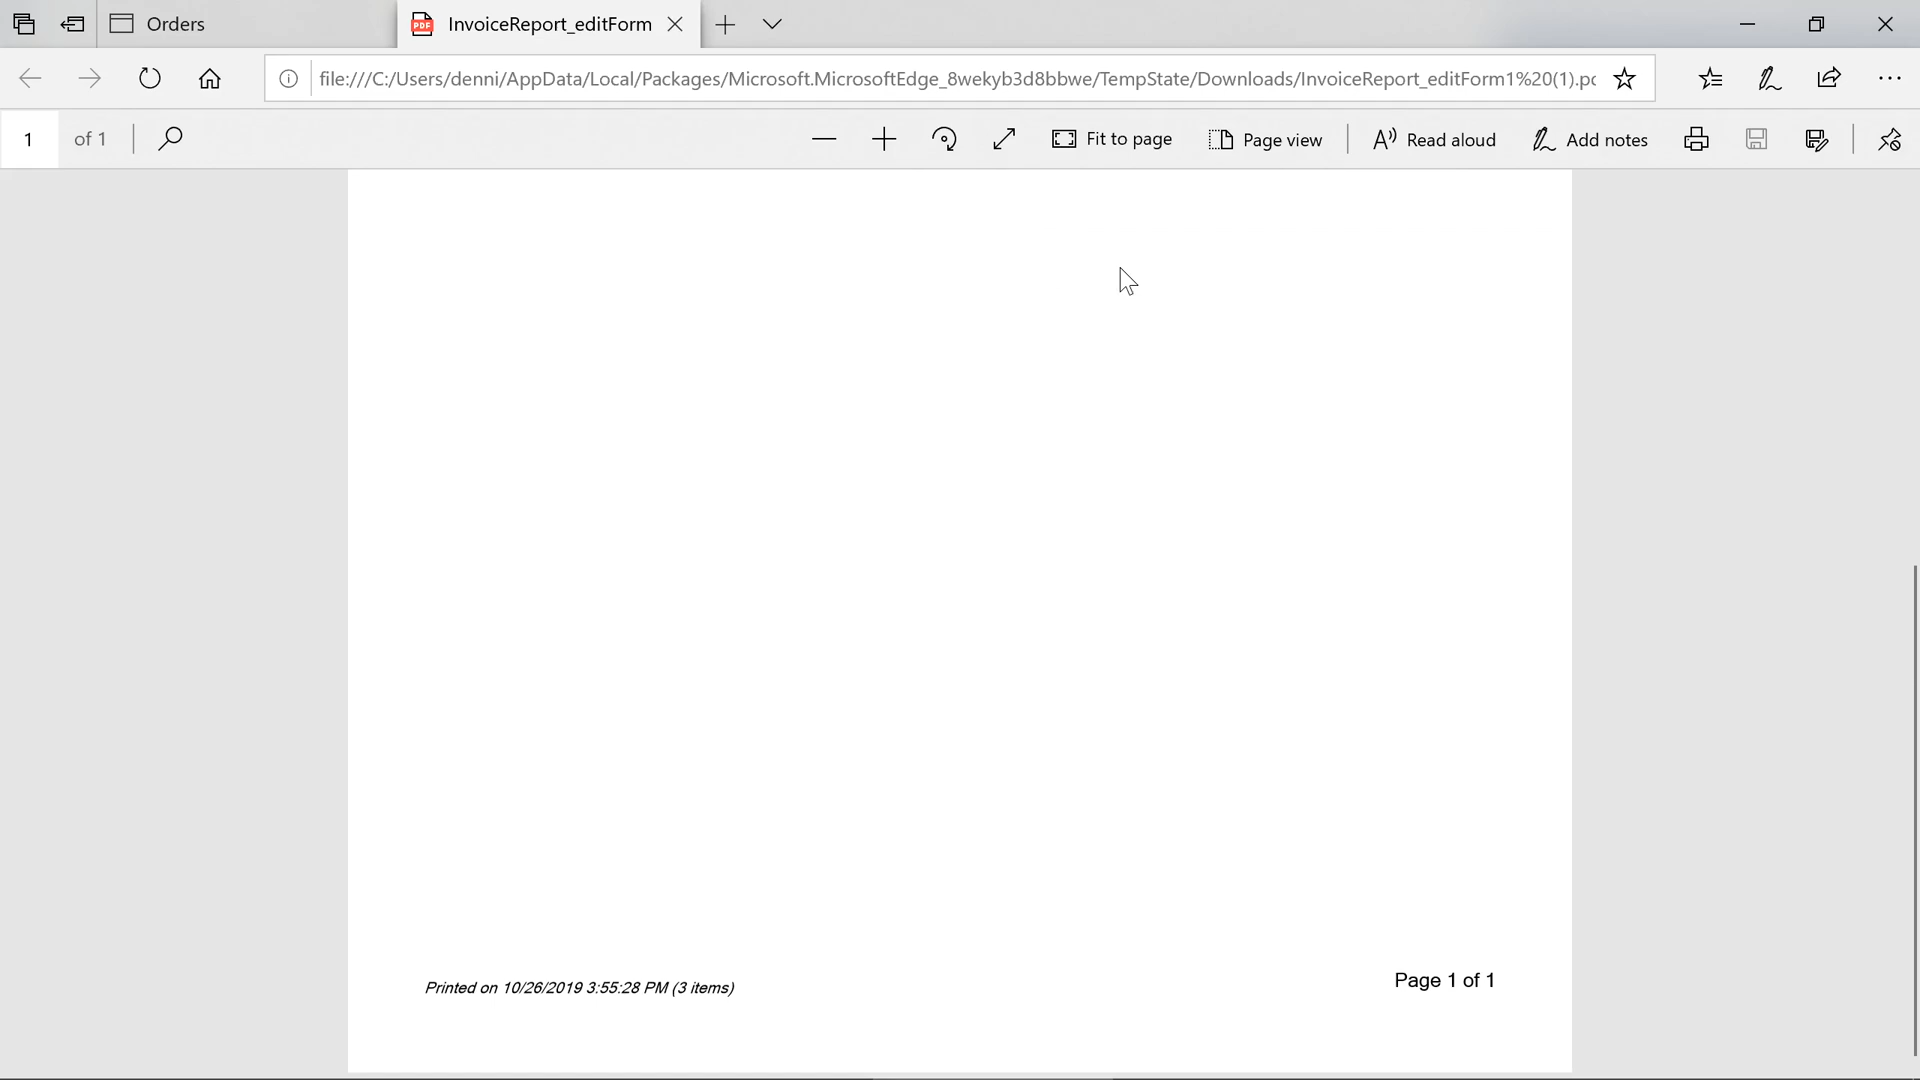 Orders
InvoiceReport_editForm
file:///C:/Users/denni/AppData/Local/Packages/Microsoft.MicrosoftEdge_8wekyb3d8bbwe/TempState/Downloads/InvoiceReport_editForm1%20(1).pc
1 of 1
Fit to page
Page view
Read aloud
Add notes
Printed on 10/26/2019 3:55:28 PM (3 items)
Page 1 of 1